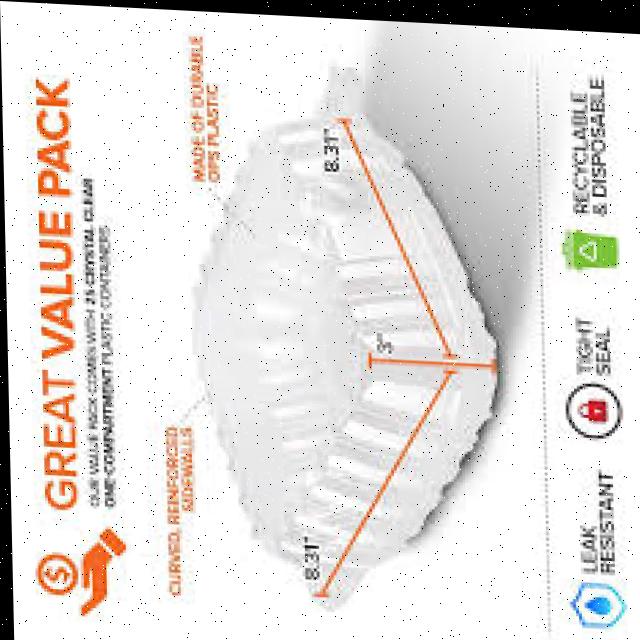 GREAT VALUE PACK
OUR VALUE PACK COMES WITH 25 CRYSTAL CLEAR
ONE-COMPARTMENT PLASTIC CONTAINERS
CURVED, REINFORCED
SIDEWALLS
MADE OF DURABLE
OPS PLASTIC
8.31"
3"
8.31"
LEAK
RESISTANT
TIGHT
SEAL
RECYCLABLE
& DISPOSABLE